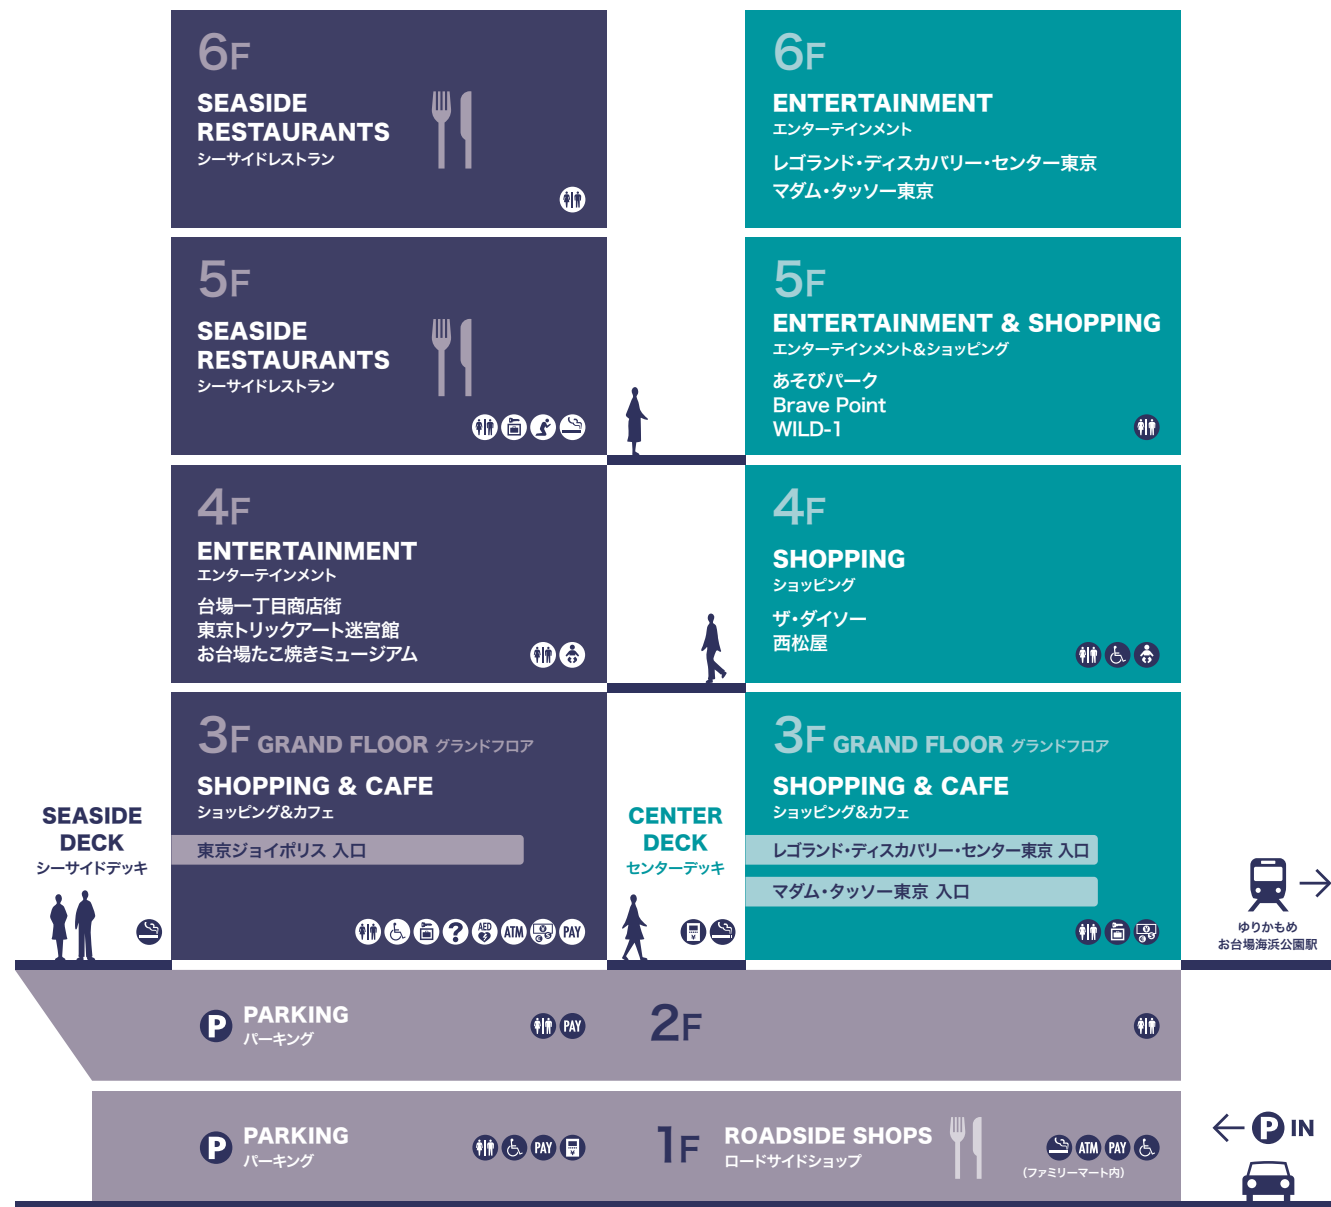 6F
SEASIDE
RESTAURANTS
シーサイドレストラン
6F
ENTERTAINMENT
エンターテインメント
レゴランド・ディスカバリー・センター東京
マダム・タッソー東京
5F
SEASIDE
RESTAURANTS
シーサイドレストラン
5F
ENTERTAINMENT & SHOPPING
エンターテインメント&ショッピング
あそびパーク
Brave Point
WILD-1
4F
ENTERTAINMENT
エンターテインメント
台場一丁目商店街
東京トリックアート迷宮館
お台場たこ焼きミュージアム
4F
SHOPPING
ショッピング
ザ・ダイソー
西松屋
SEASIDE
DECK
シーサイドデッキ
3F GRAND FLOOR グランドフロア
SHOPPING & CAFE
ショッピング&カフェ
東京ジョイポリス 入口
? AED ATM PAY
CENTER
DECK
センターデッキ
3F GRAND FLOOR グランドフロア
SHOPPING & CAFE
ショッピング&カフェ
レゴランド・ディスカバリー・センター東京 入口
マダム・タッソー東京 入口
ゆりかもめ
お台場海浜公園駅
P PARKING
パーキング
PAY
2F
P PARKING
パーキング
PAY
1F
ROADSIDE SHOPS
ロードサイドショップ
ATM PAY
(ファミリーマート内)
P IN